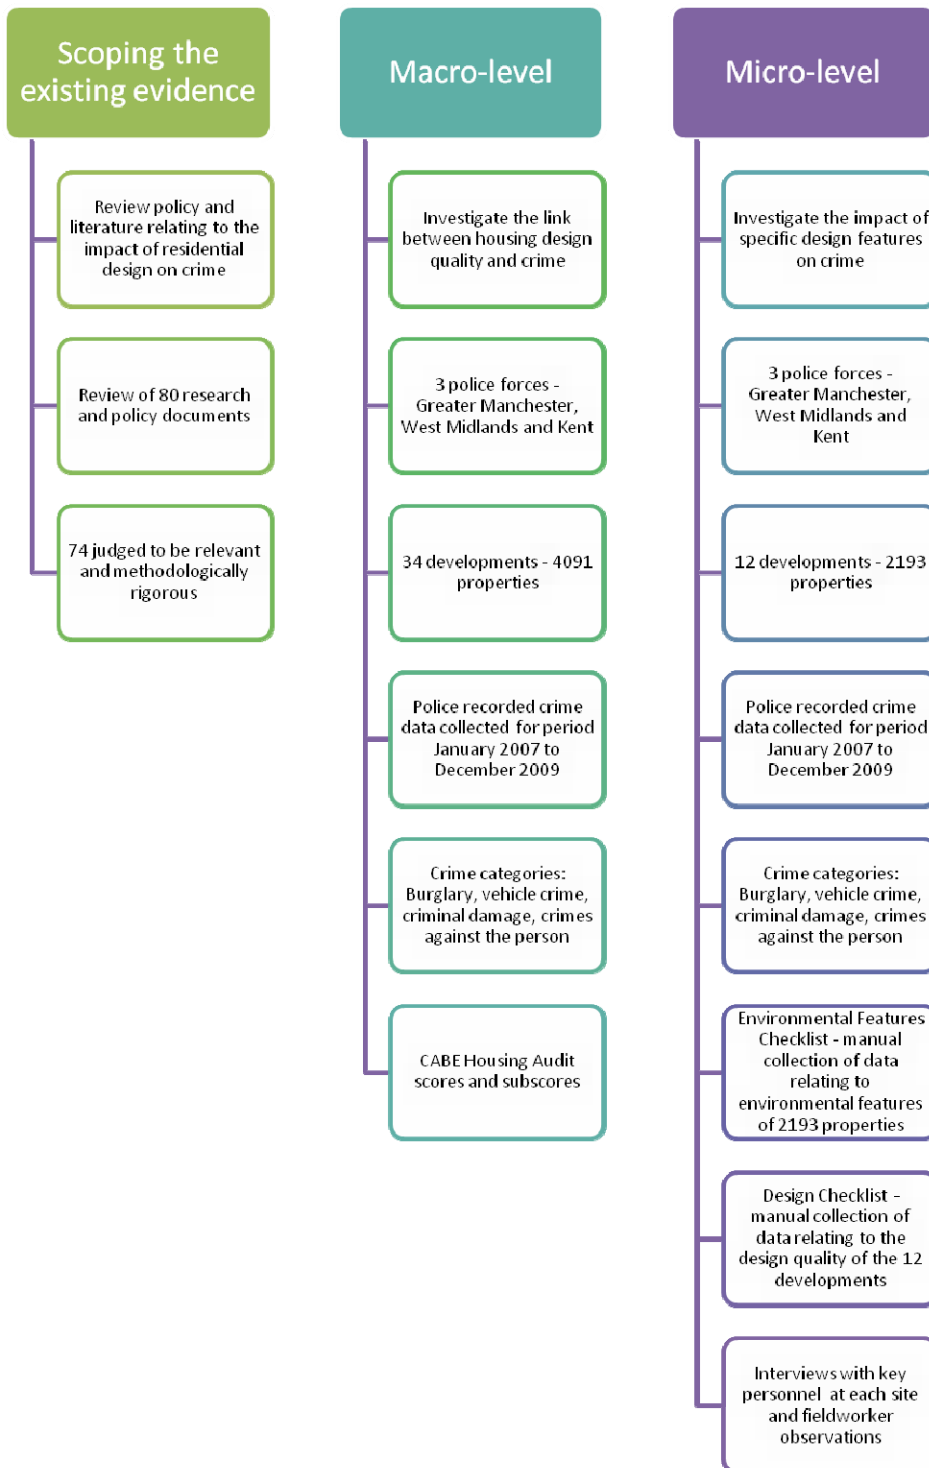 Scoping the
existing evidence
Review policy and
literature relating to the
impact of residential
design on crime
Review of 80 research
and policy documents
74 judged to be relevant
and methodologically
rigorous
Macro-level
Investigate the link
between housing design
quality and crime
3 police forces -
Greater Manchester,
West Midlands and Kent
34 developments - 4091
properties
Police recorded crime
data collected for period
January 2007 to
December 2009
Crime categories:
Burglary, vehicle crime,
criminal damage, crimes
against the person
CABE Housing Audit
scores and subscores
Micro-level
Investigate the impact of
specific design features
on crime
3 police forces -
Greater Manchester,
West Midlands and
Kent
12 developments - 2193
properties
Police recorded crime
data collected for period
January 2007 to
December 2009
Crime categories:
Burglary, vehicle crime,
criminal damage, crimes
against the person
Environmental Features
Checklist - manual
collection of data
relating to
environmental features
of 2193 properties
Design Checklist -
manual collection of
data relating to the
design quality of the 12
developments
Interviews with key
personnel at each site
and fieldworker
observations